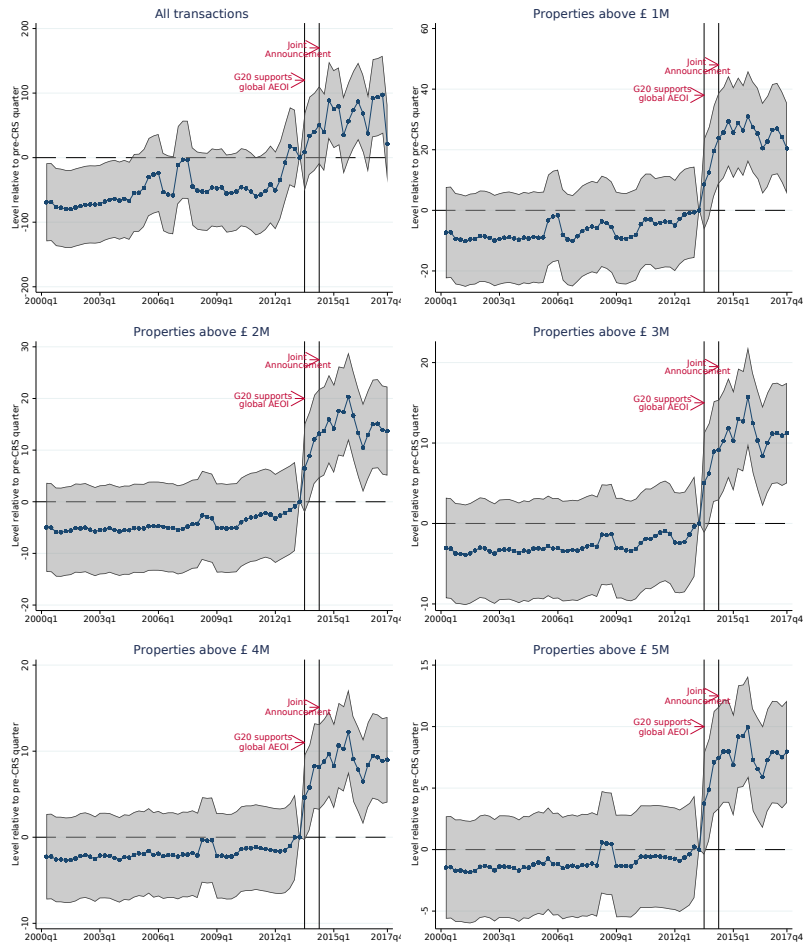 All transactions
Level relative to pre-CRS quarter
200
100
0
-100
-200
Joint
Announcement
G20 supports
global AEOI
2000q1 2003q1 2006q1 2009q1 2012q1 2015q1 2017q4
Properties above £ 1M
Level relative to pre-CRS quarter
60
40
20
0
-20
Joint
Announcement
G20 supports
global AEOI
2000q1 2003q1 2006q1 2009q1 2012q1 2015q1 2017q4
Properties above £ 2M
Level relative to pre-CRS quarter
30
20
10
0
-10
-20
Joint
Announcement
G20 supports
global AEOI
2000q1 2003q1 2006q1 2009q1 2012q1 2015q1 2017q4
Properties above £ 3M
Level relative to pre-CRS quarter
20
10
0
-10
Joint
Announcement
G20 supports
global AEOI
2000q1 2003q1 2006q1 2009q1 2012q1 2015q1 2017q4
Properties above £ 4M
Level relative to pre-CRS quarter
20
10
0
-10
Joint
Announcement
G20 supports
global AEOI
2000q1 2003q1 2006q1 2009q1 2012q1 2015q1 2017q4
Properties above £ 5M
Level relative to pre-CRS quarter
15
10
5
0
-5
Joint
Announcement
G20 supports
global AEOI
2000q1 2003q1 2006q1 2009q1 2012q1 2015q1 2017q4